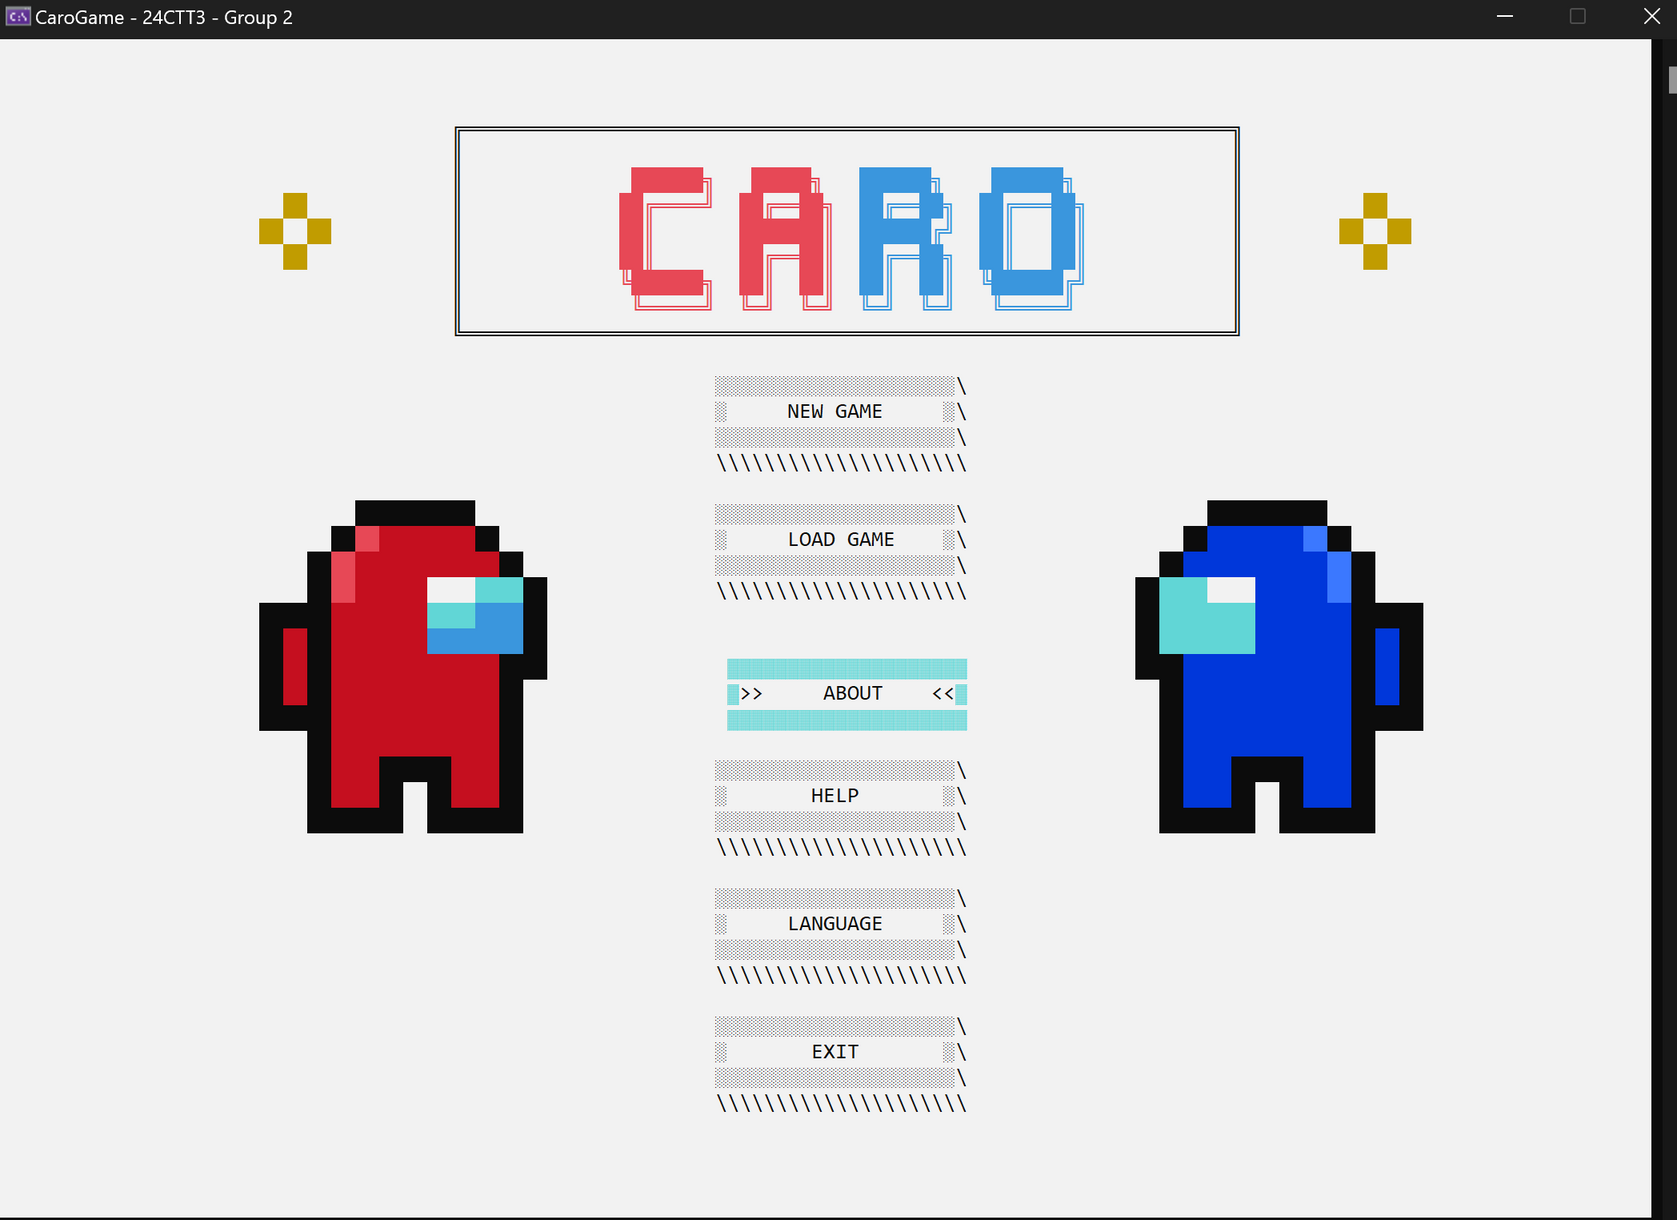 CaroGame - 24CTT3 - Group 2
CARO
NEW GAME
LOAD GAME
>> ABOUT <<
HELP
LANGUAGE
EXIT